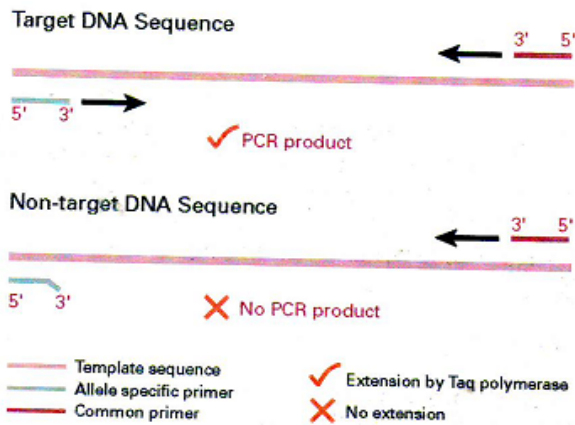 Target DNA Sequence
3' 5'
5' 3'
PCR product
Non-target DNA Sequence
3' 5'
5' 3'
No PCR product
Template sequence
Allele specific primer
Common primer
Extension by Taq polymerase
No extension